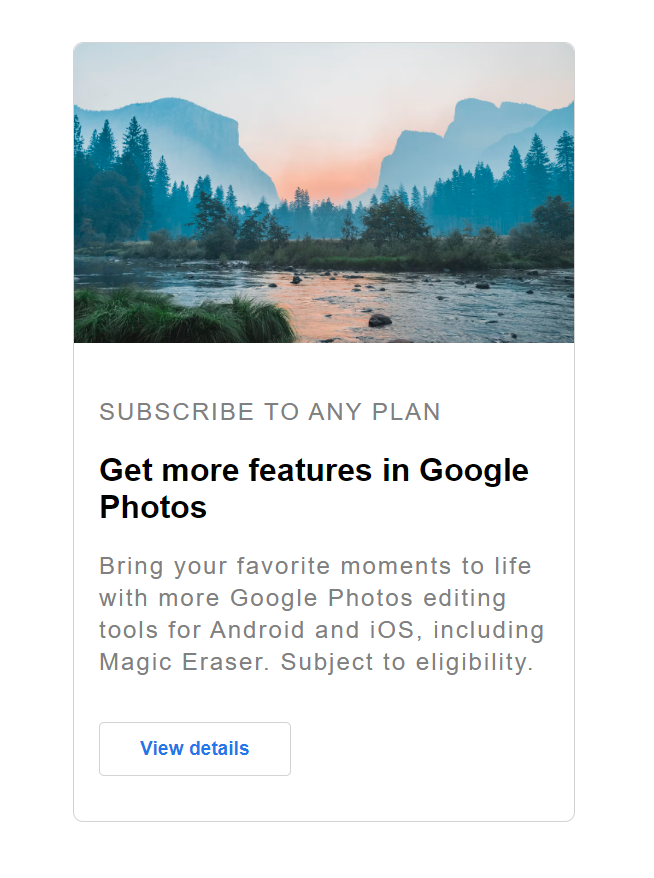 SUBSCRIBE TO ANY PLAN
Get more features in Google
Photos
Bring your favorite moments to life
with more Google Photos editing
tools for Android and iOS, including
Magic Eraser. Subject to eligibility.
View details